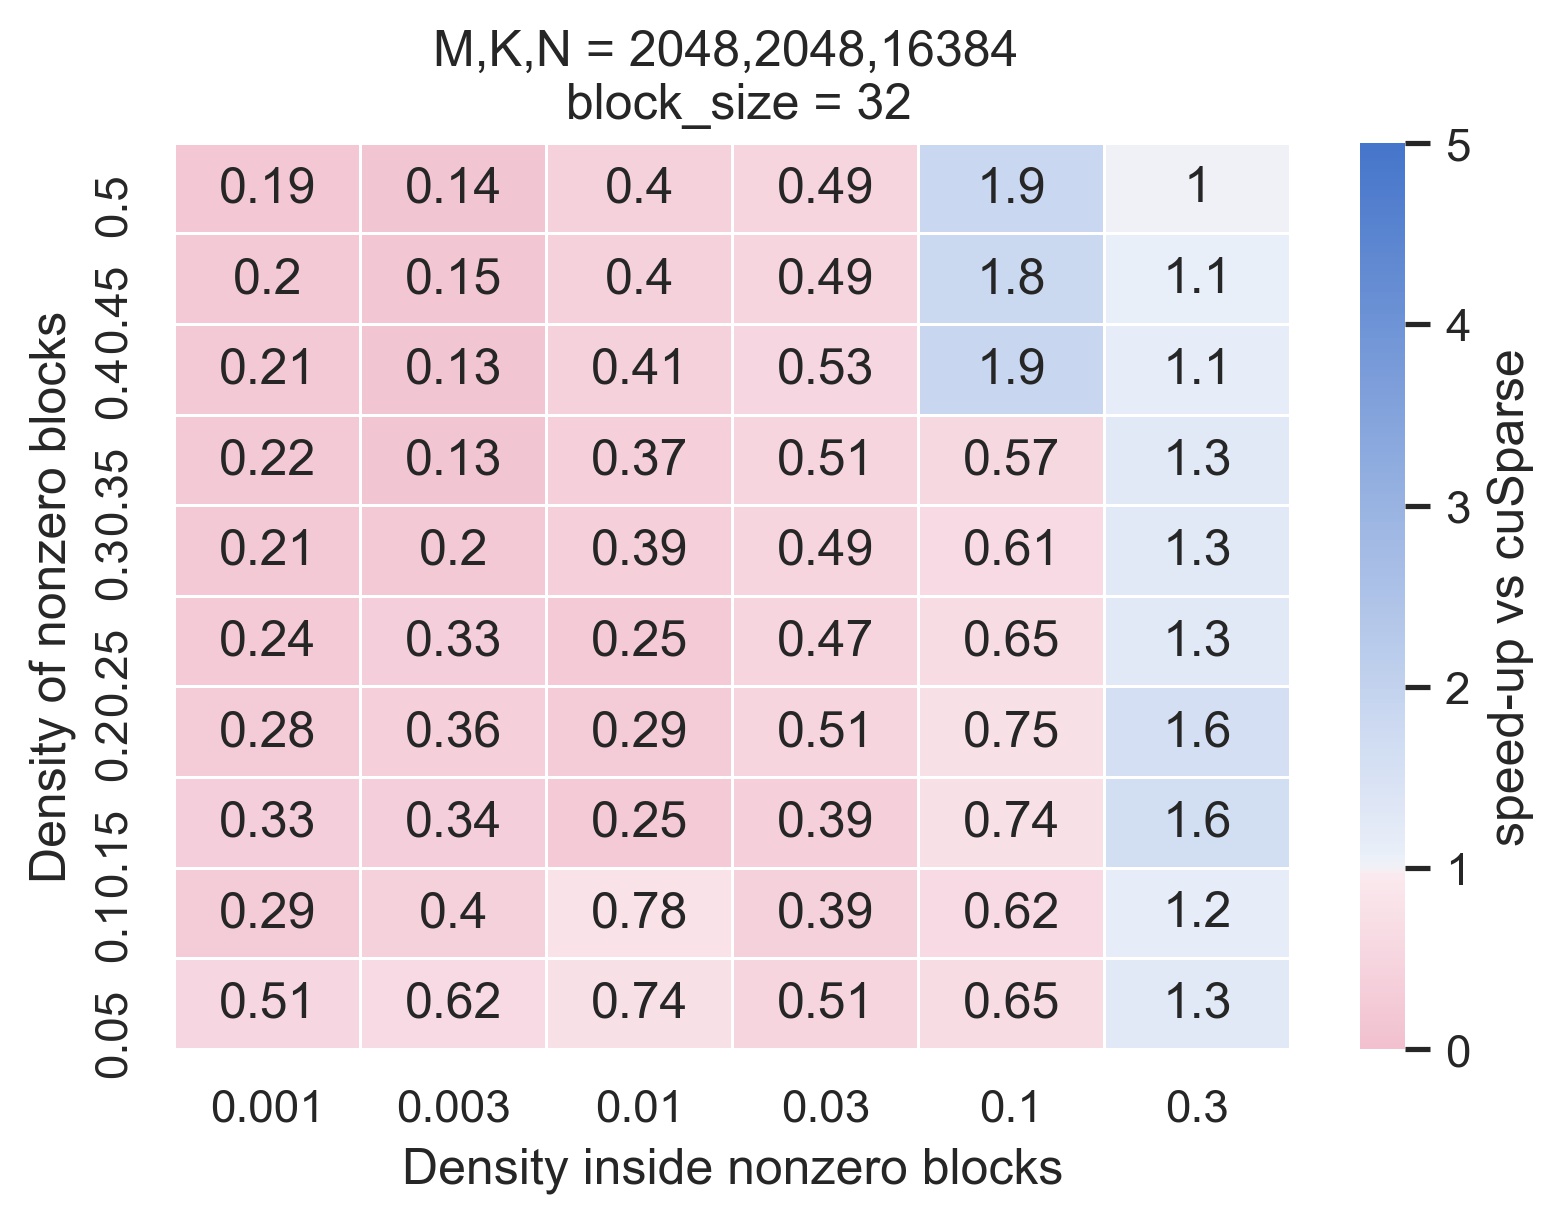 M,K,N = 2048,2048,16384
block_size = 32
Density of nonzero blocks
0.5 0.19 0.14 0.4 0.49 1.9 1
0.45 0.2 0.15 0.4 0.49 1.8 1.1
0.4 0.21 0.13 0.41 0.53 1.9 1.1
0.35 0.22 0.13 0.37 0.51 0.57 1.3
0.3 0.21 0.2 0.39 0.49 0.61 1.3
0.25 0.24 0.33 0.25 0.47 0.65 1.3
0.2 0.28 0.36 0.29 0.51 0.75 1.6
0.15 0.33 0.34 0.25 0.39 0.74 1.6
0.1 0.29 0.4 0.78 0.39 0.62 1.2
0.05 0.51 0.62 0.74 0.51 0.65 1.3
0.001 0.003 0.01 0.03 0.1 0.3
Density inside nonzero blocks
5
4
3
2
1
0
speed-up vs cuSparse